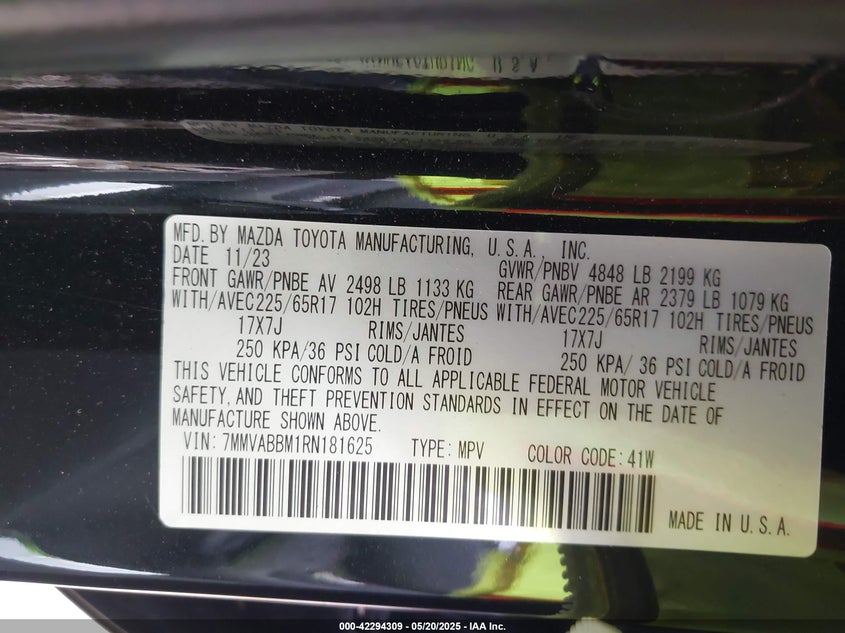 MFD. BY MAZDA TOYOTA MANUFACTURING, U.S.A., INC.
DATE 11/23 GVWR/PNBV 4848 LB 2199 KG
FRONT GAWR/PNBE AV 2498 LB 1133 KG REAR GAWR/PNBE AR 2379 LB 1079 KG
WITH/AVEC225/65R17 102H TIRES/PNEUS WITH/AVEC225/65R17 102H TIRES/PNEUS
17X7J RIMS/JANTES 17X7J RIMS/JANTES
250 KPA/36 PSI COLD/A FROID 250 KPA/ 36 PSI COLD/A FROID
THIS VEHICLE CONFORMS TO ALL APPLICABLE FEDERAL MOTOR VEHICLE
SAFETY, AND THEFT PREVENTION STANDARDS IN EFFECT ON THE DATE OF
MANUFACTURE SHOWN ABOVE.
VIN: 7MMVABBM1RN181625 TYPE: MPV COLOR CODE: 41W
MADE IN U.S.A.
000-42294309 - 05/20/2025 - IAA Inc.